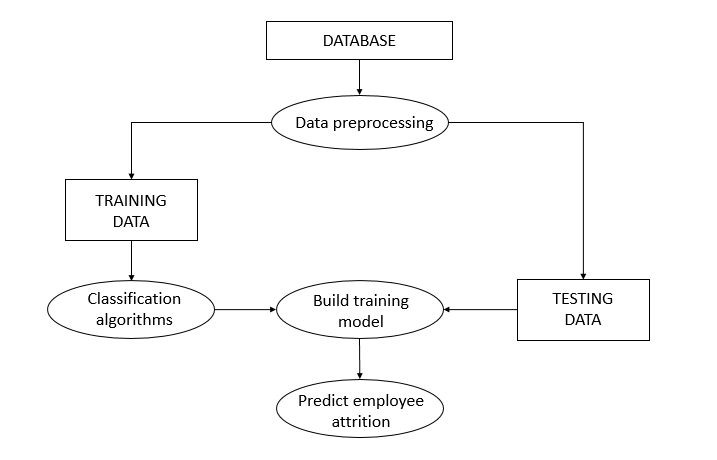 DATABASE
Data preprocessing
TRAINING
DATA
Classification
algorithms
Build training
model
TESTING
DATA
Predict employee
attrition